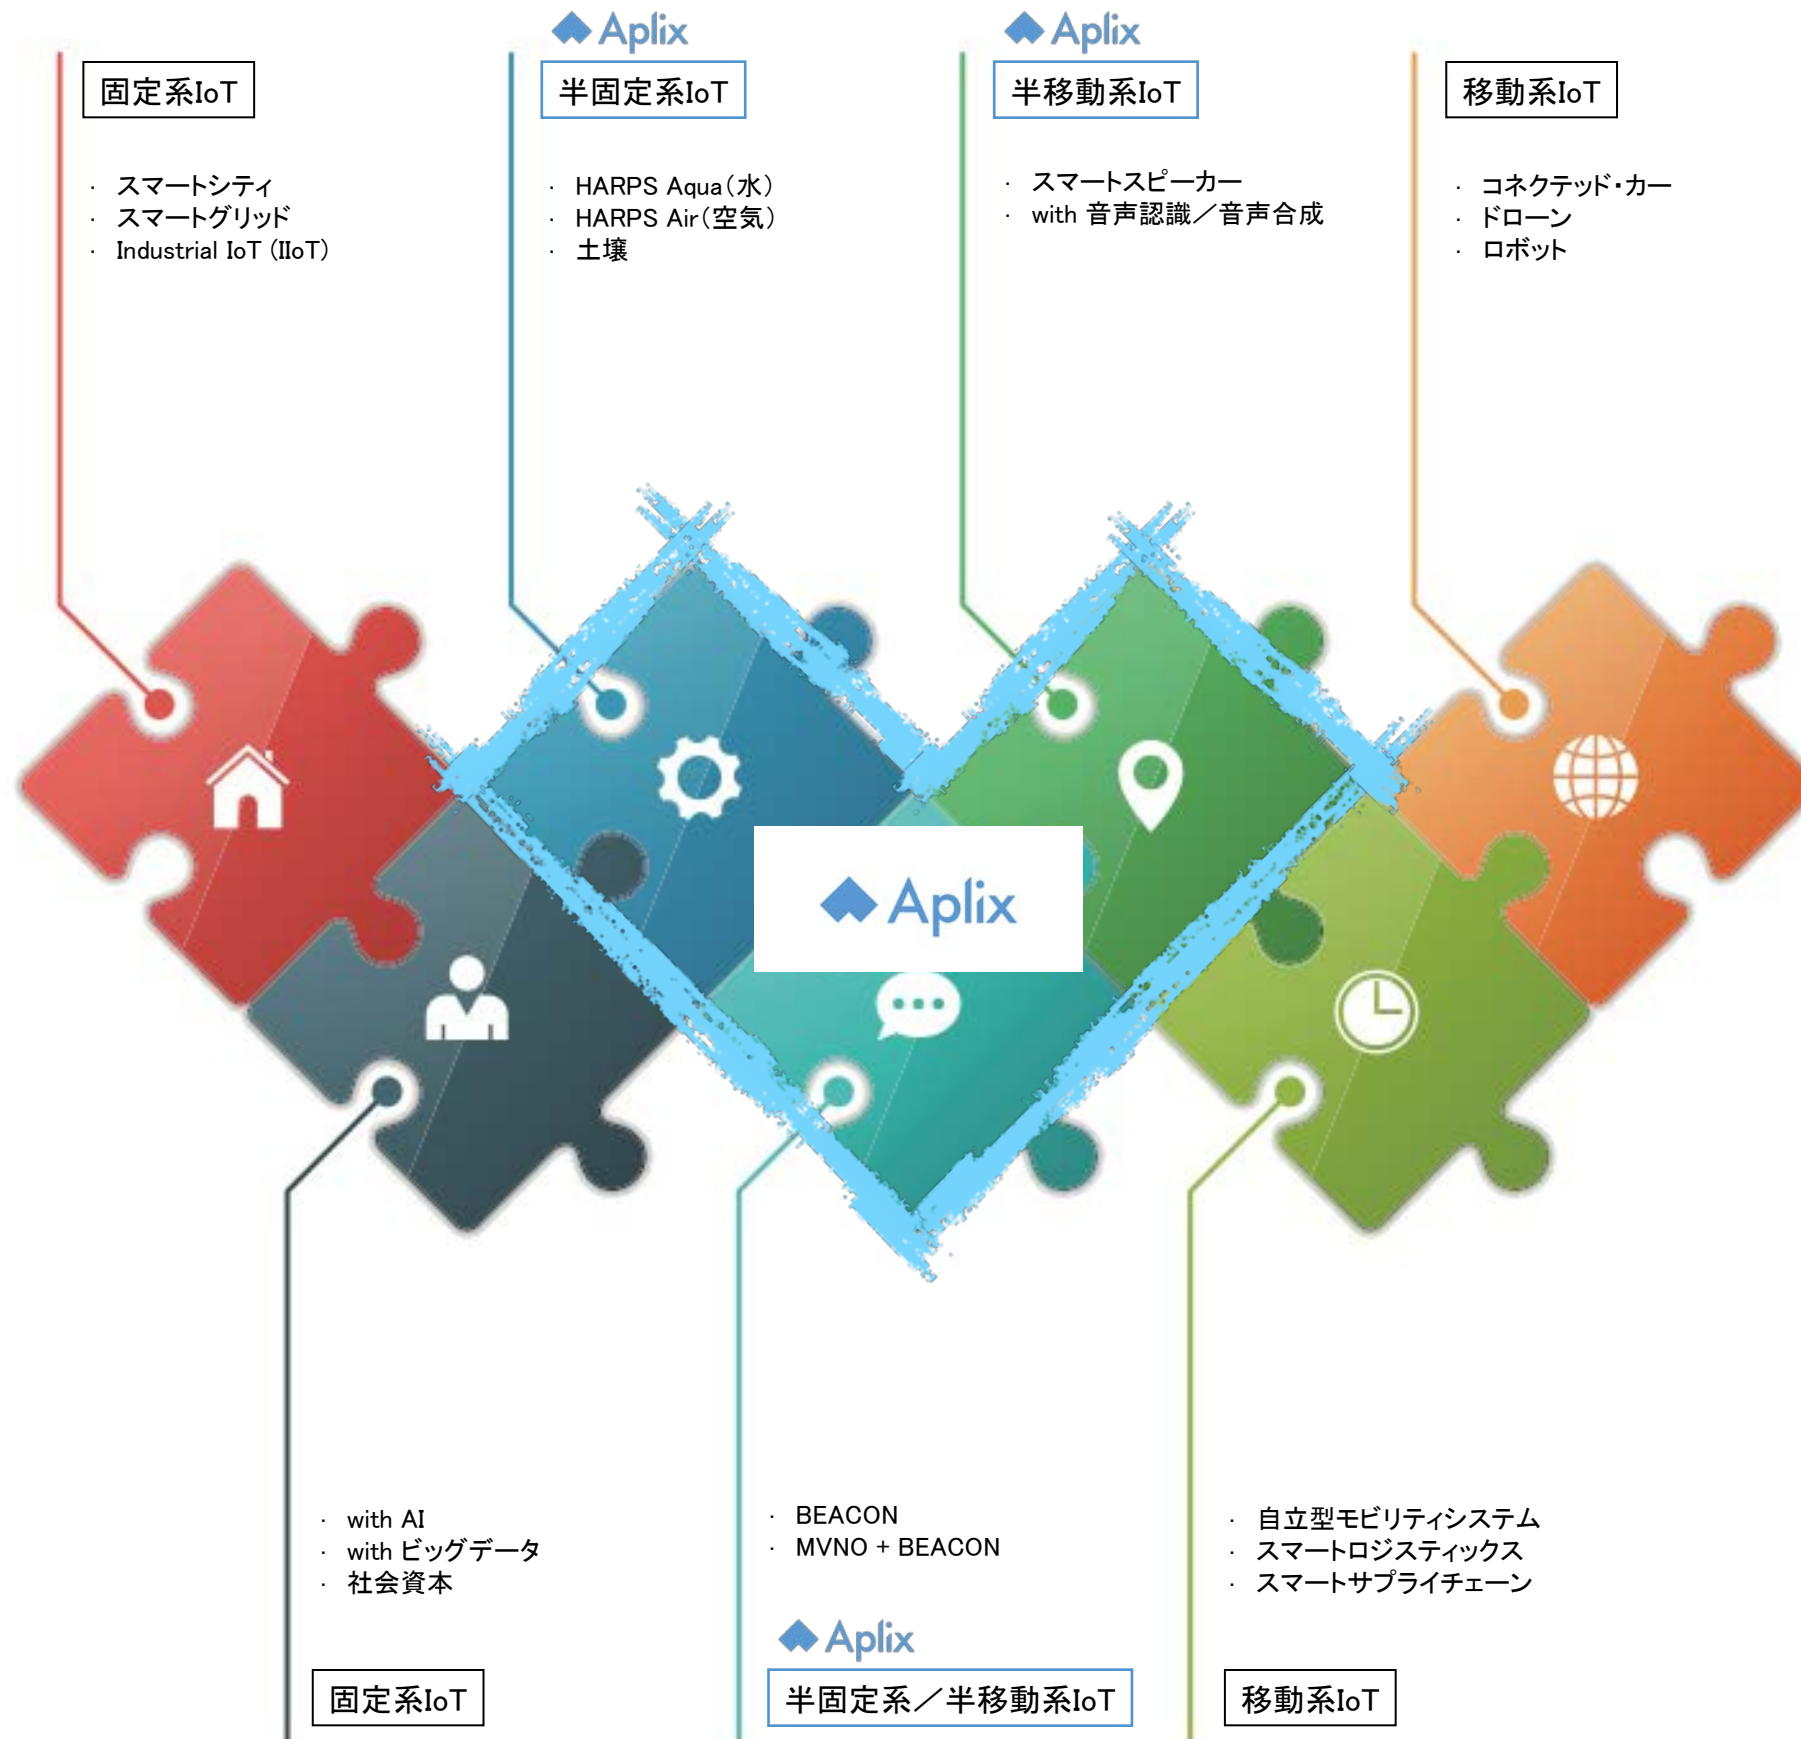 Aplix
Aplix
固定系IoT
半固定系IoT
半移動系IoT
移動系IoT
· スマートシティ
· スマートグリッド
· Industrial IoT (IIoT)
· HARPS Aqua（水）
· HARPS Air（空気）
· 土壌
· スマートスピーカー
· with 音声認識／音声合成
· コネクテッド・カー
· ドローン
· ロボット
Aplix
· with AI
· with ビッグデータ
· 社会資本
· BEACON
· MVNO + BEACON
· 自立型モビリティシステム
· スマートロジスティックス
· スマートサプライチェーン
Aplix
固定系IoT
半固定系／半移動系IoT
移動系IoT